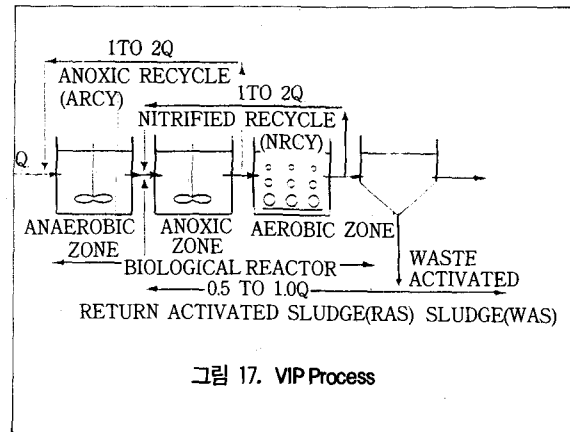 1TO 2Q
ANOXIC RECYCLE
(ARCY)
1TO 2Q
NITRIFIED RECYCLE
(NRCY)
Q
ANAEROBIC
ZONE
ANOXIC
ZONE
AEROBIC ZONE
BIOLOGICAL REACTOR
WASTE
ACTIVATED
0.5 TO 1.0Q
RETURN ACTIVATED SLUDGE(RAS) SLUDGE(WAS)
그림 17. VIP Process